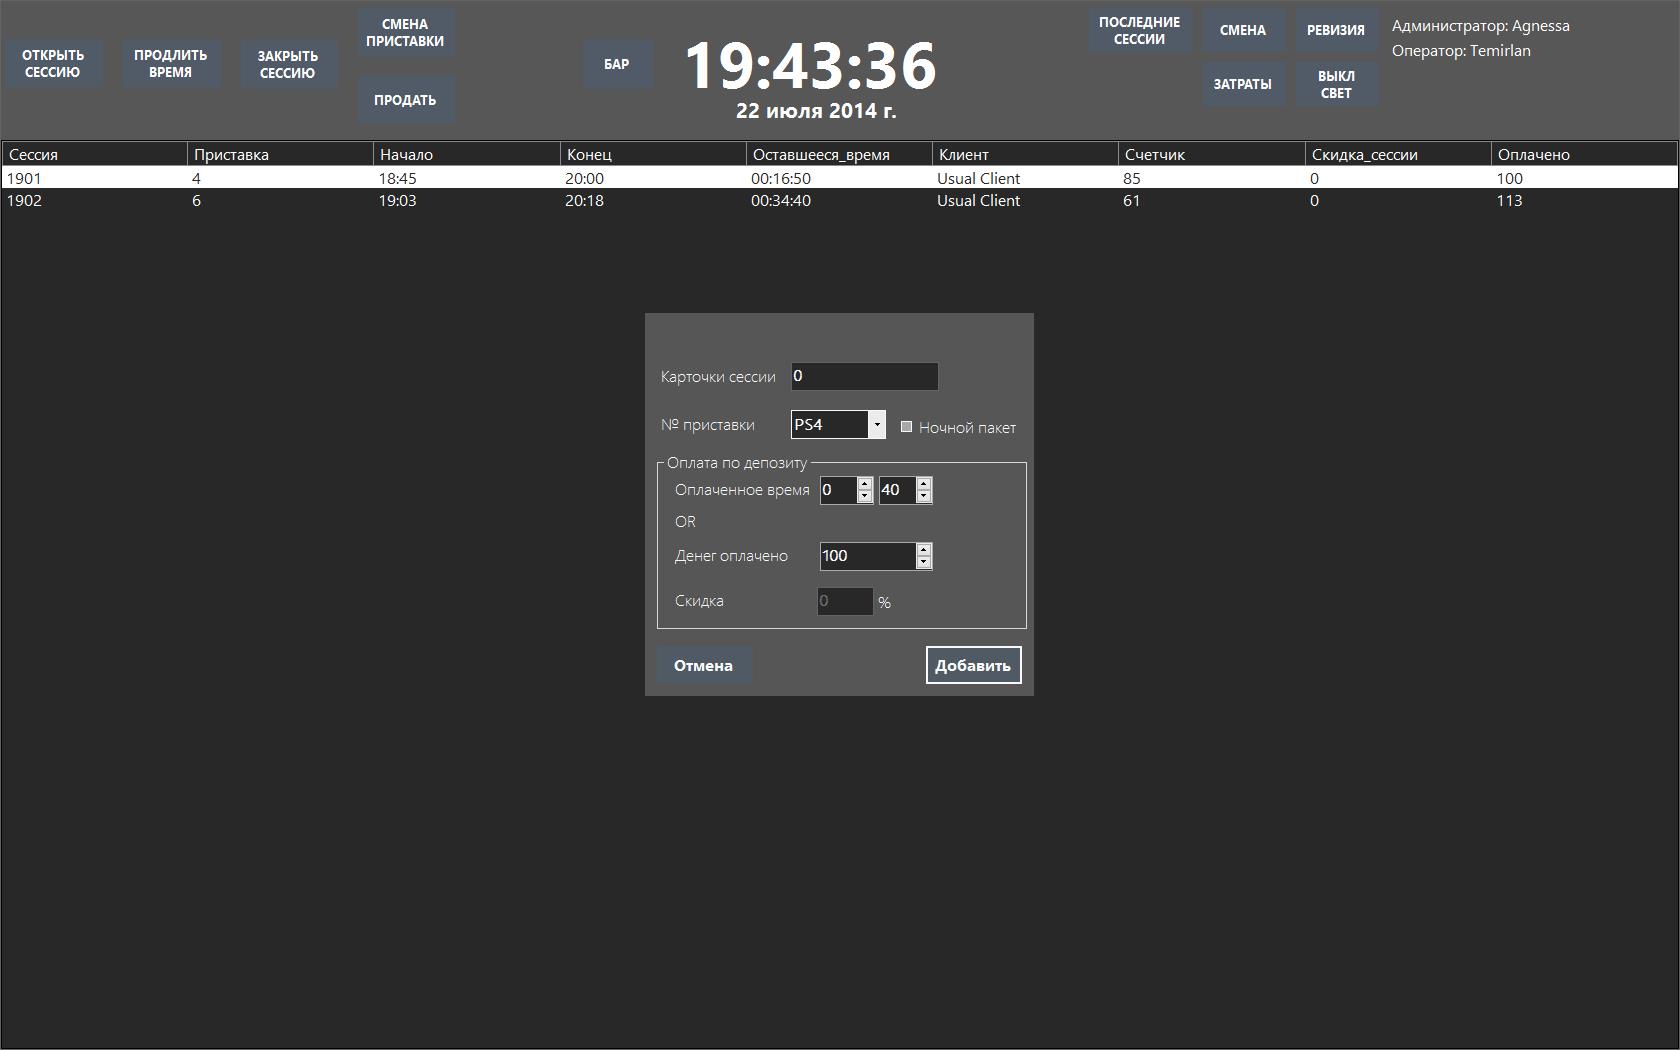 ОТКРЫТЬ
СЕССИЮ
ПРОДЛИТЬ
ВРЕМЯ
ЗАКРЫТЬ
СЕССИЮ
СМЕНА
ПРИСТАВКИ
ПРОДАТЬ
БАР
19:43:36
22 июля 2014 г.
ПОСЛЕДНИЕ
СЕССИИ
СМЕНА
РЕВИЗИЯ
ЗАТРАТЫ
ВЫКЛ
СВЕТ
Администратор: Agnessa
Оператор: Temirlan
Сессия Приставка Начало Конец Оставшееся_время Клиент Счетчик Скидка_сессии Оплачено
1901 4 18:45 20:00 00:16:50 Usual Client 85 0 100
1902 6 19:03 20:18 00:34:40 Usual Client 61 0 113
Карточки сессии 0
№ приставки PS4 Ночной пакет
Оплата по депозиту
Оплаченное время 0 40
OR
Денег оплачено 100
Скидка 0 %
Отмена Добавить